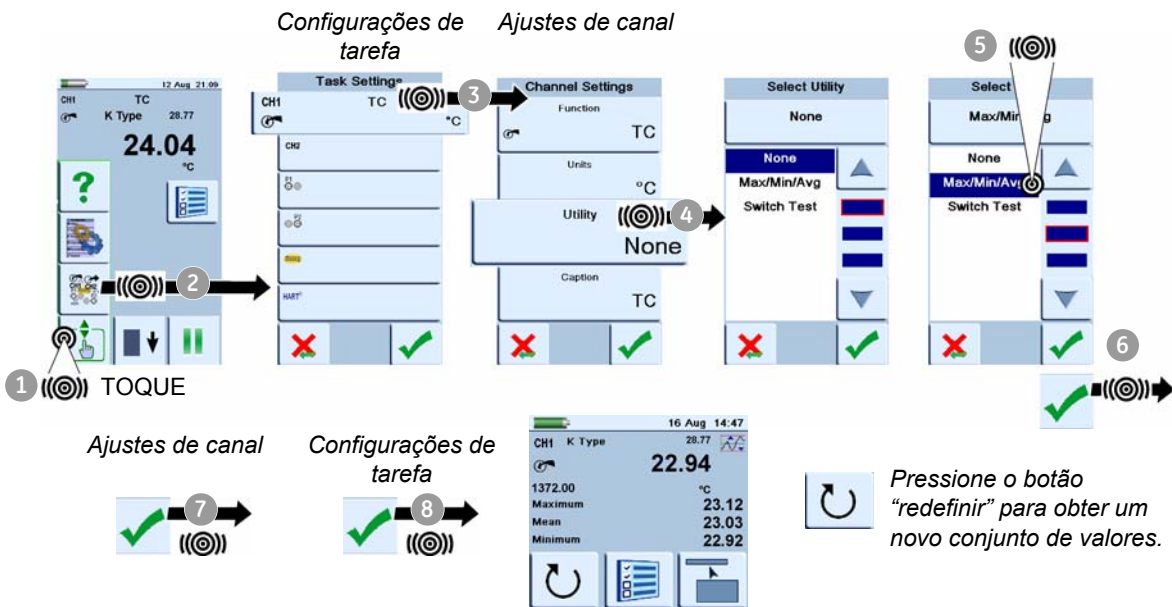 Configurações de
tarefa
Ajustes de canal
5
12 Aug 21:09
CH1 TC
K Type 28.77
24.04
°C
?
2
1
TOQUE
Task Settings
CH1 TC
°C
3
CH2
P1
P2
HART
Channel Settings
Function
TC
Units
°C
Utility
None
4
Caption
TC
Select Utility
None
None
Max/Min/Avg
Switch Test
Select
Max/Min
g
None
Max/Min/Av
Switch Test
6
Ajustes de canal
7
Configurações de
tarefa
8
16 Aug 14:47
CH1 K Type 28.77
22.94
1372.00 °C
Maximum 23.12
Mean 23.03
Minimum 22.92
Pressione o botão
“redefinir” para obter um
novo conjunto de valores.